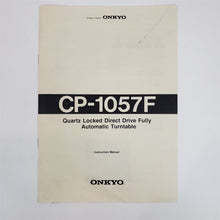 ONKYO
CP-1057F
Quartz Locked Direct Drive Fully
Automatic Turntable
Instruction Manual
ONKYO